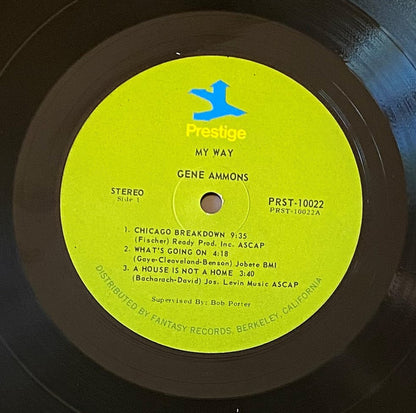 Prestige
MY WAY
GENE AMMONS
STEREO
Side 1
PRST-10022
PRST-10022A
1. CHICAGO BREAKDOWN 9:35
(Fischer) Ready Prod. Inc. ASCAP
2. WHAT'S GOING ON 4:18
(Gaye-Cleaveland-Benson) Jobete BMI
3. A HOUSE IS NOT A HOME 3:40
(Bacharach-David) Jos. Levin Music ASCAP
Supervised By: Bob Porter
DISTRIBUTED BY FANTASY RECORDS, BERKELEY, CALIFORNIA